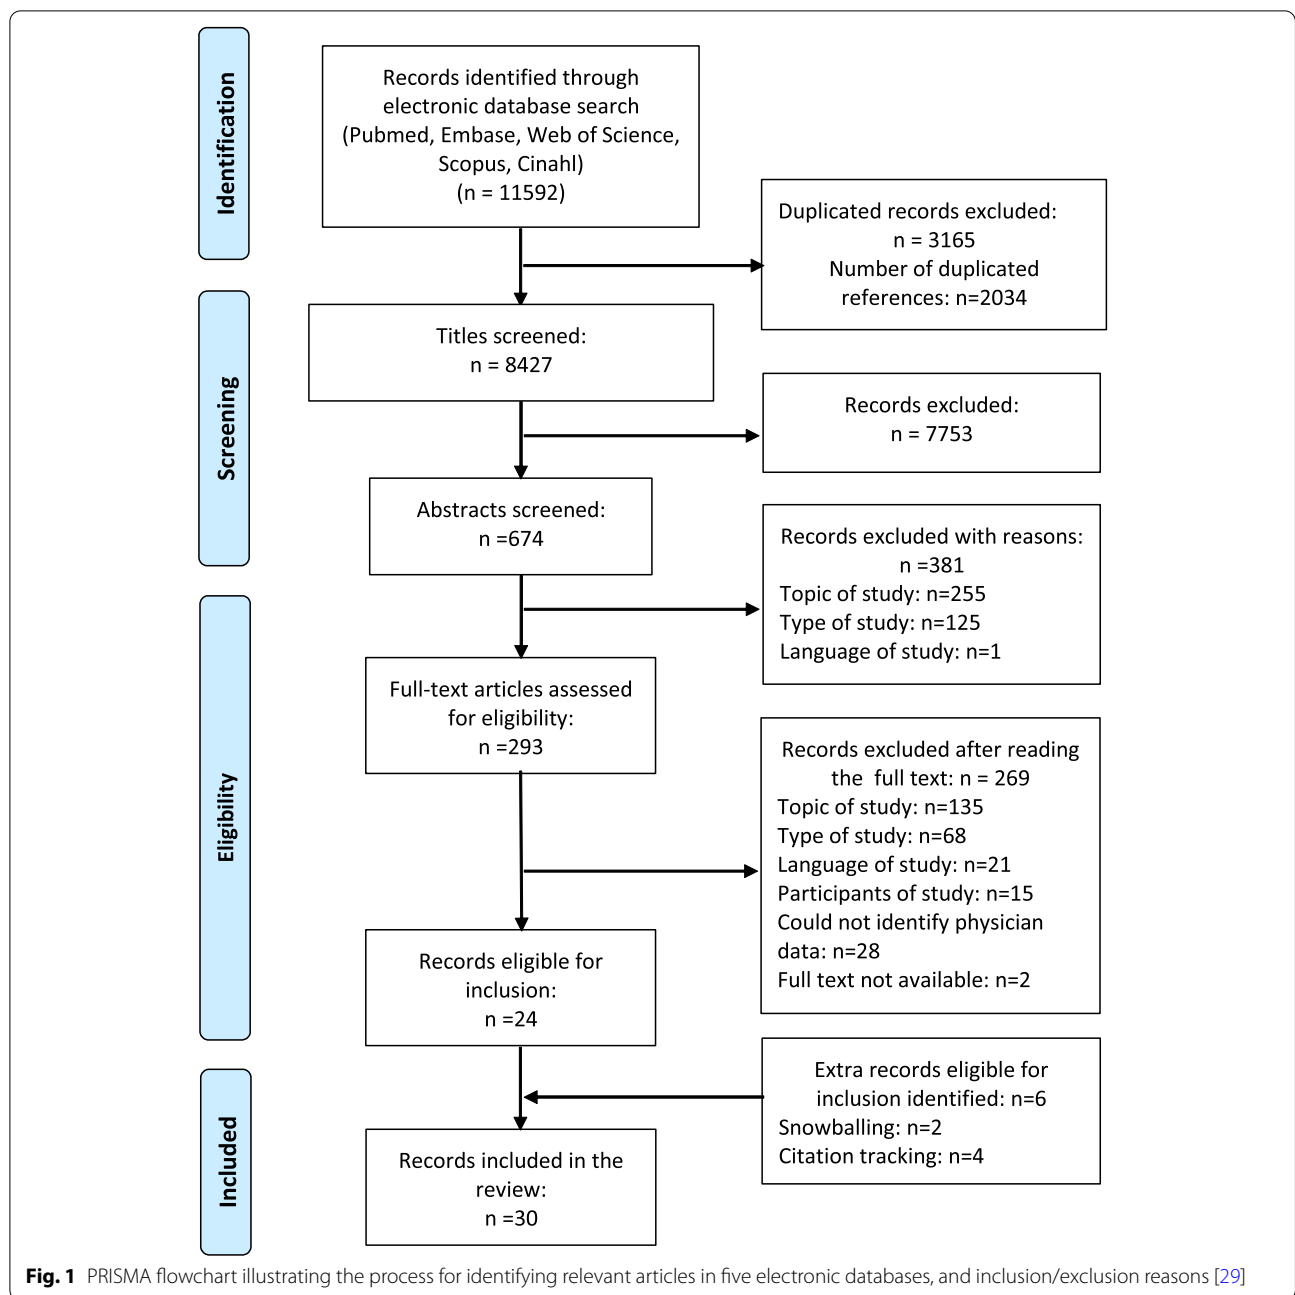 Identification
Records identified through
electronic database search
(Pubmed, Embase, Web of Science,
Scopus, Cinahl)
(n = 11592)
Duplicated records excluded:
n = 3165
Number of duplicated
references: n=2034
Screening
Titles screened:
n = 8427
Records excluded:
n = 7753
Abstracts screened:
n =674
Records excluded with reasons:
n =381
Topic of study: n=255
Type of study: n=125
Language of study: n=1
Eligibility
Full-text articles assessed
for eligibility:
n =293
Records excluded after reading
the full text: n = 269
Topic of study: n=135
Type of study: n=68
Language of study: n=21
Participants of study: n=15
Could not identify physician
data: n=28
Full text not available: n=2
Records eligible for
inclusion:
n =24
Included
Extra records eligible for
inclusion identified: n=6
Snowballing: n=2
Citation tracking: n=4
Records included in the
review:
n =30
Fig. 1 PRISMA flowchart illustrating the process for identifying relevant articles in five electronic databases, and inclusion/exclusion reasons [29]